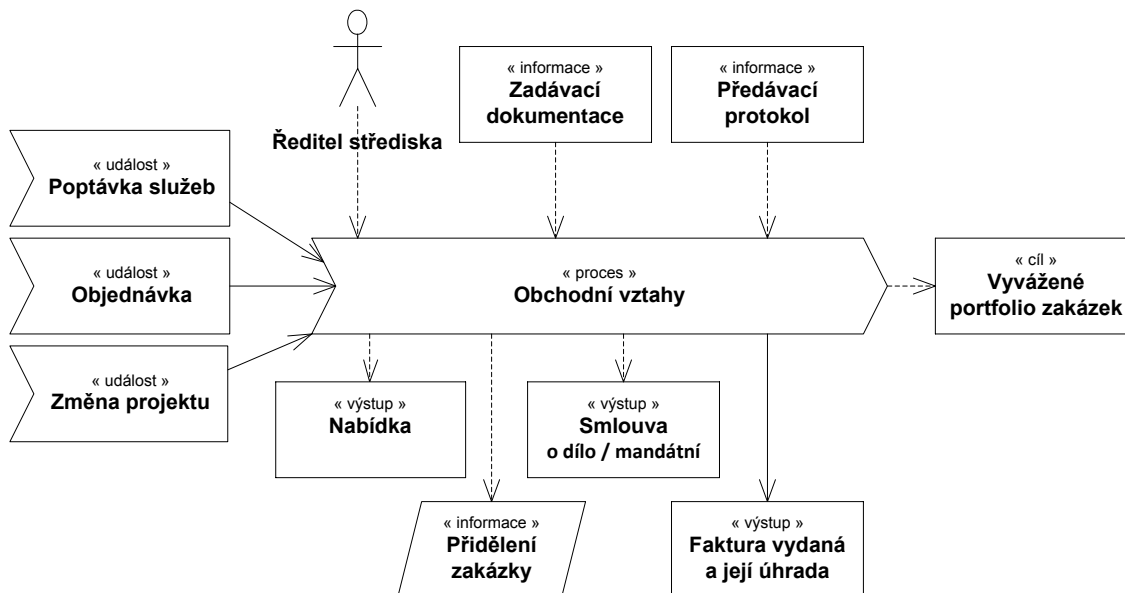 « informace »
Zadávací
dokumentace
« informace »
Předávací
protokol
Ředitel střediska
« událost »
Poptávka služeb
« událost »
Objednávka
« událost »
Změna projektu
« proces »
Obchodní vztahy
« cíl »
Vyvážené
portfolio zakázek
« výstup »
Nabídka
« výstup »
Smlouva
o dílo / mandátní
« informace »
Přidělení
zakázky
« výstup »
Faktura vydaná
a její úhrada